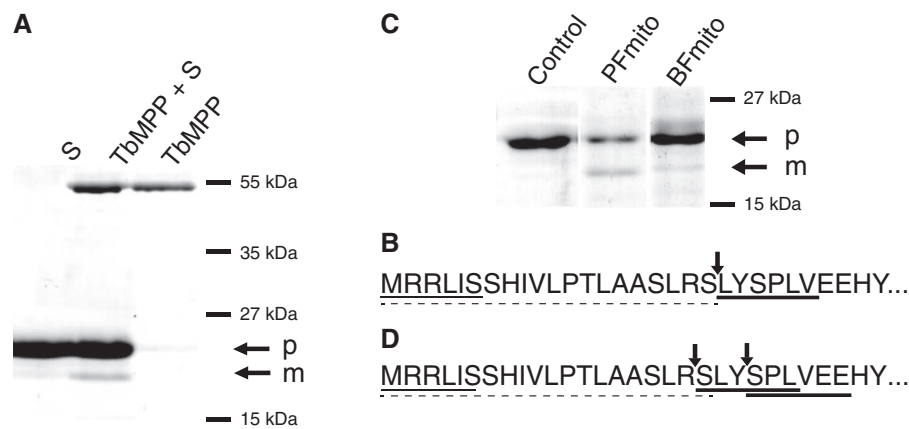 A
S
TbMPP + S
TbMPP
55 kDa
35 kDa
27 kDa
p
m
15 kDa
C
Control
PFmito
BFmito
27 kDa
p
m
15 kDa
B
MRRLISSHIVLPTLAASLRSLYSPLVEEHY...
D
MRRLISSHIVLPTLAASLRSLYSPLVEEHY...